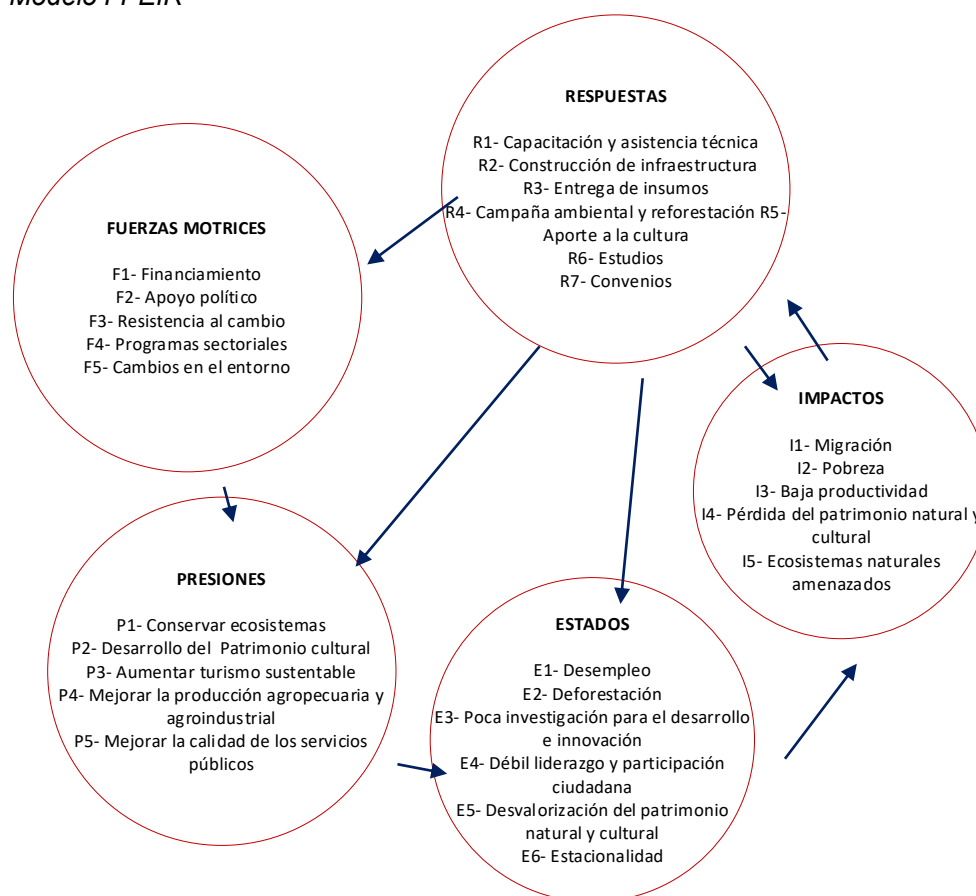 RESPUESTAS
R1- Capacitación y asistencia técnica
R2- Construcción de infraestructura
R3- Entrega de insumos
R4- Campaña ambiental y reforestación R5-
Aporte a la cultura
R6- Estudios
R7- Convenios
FUERZAS MOTRICES
F1- Financiamiento
F2- Apoyo político
F3- Resistencia al cambio
F4- Programas sectoriales
F5- Cambios en el entorno
IMPACTOS
I1- Migración
I2- Pobreza
I3- Baja productividad
I4- Pérdida del patrimonio natural y
cultural
I5- Ecosistemas naturales
amenazados
PRESIONES
P1- Conservar ecosistemas
P2- Desarrollo del Patrimonio cultural
P3- Aumentar turismo sustentable
P4- Mejorar la producción agropecuaria y
agroindustrial
P5- Mejorar la calidad de los servicios
públicos
ESTADOS
E1- Desempleo
E2- Deforestación
E3- Poca investigación para el desarrollo
e innovación
E4- Débil liderazgo y participación
ciudadana
E5- Desvalorización del patrimonio
natural y cultural
E6- Estacionalidad